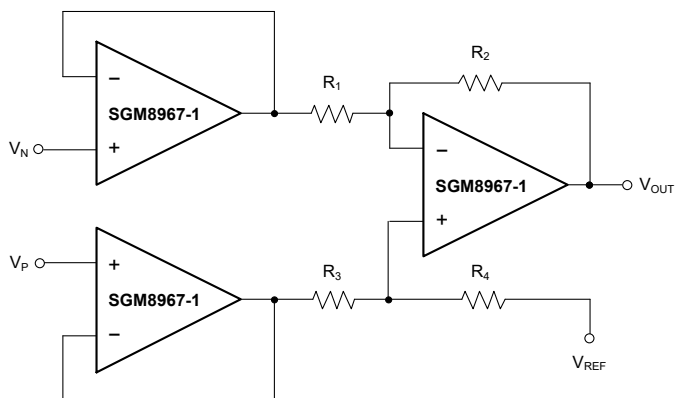 R1
R2
−
SGM8967-1
VN
+
−
SGM8967-1
VOUT
+
VP
+
SGM8967-1
−
R3
R4
VREF